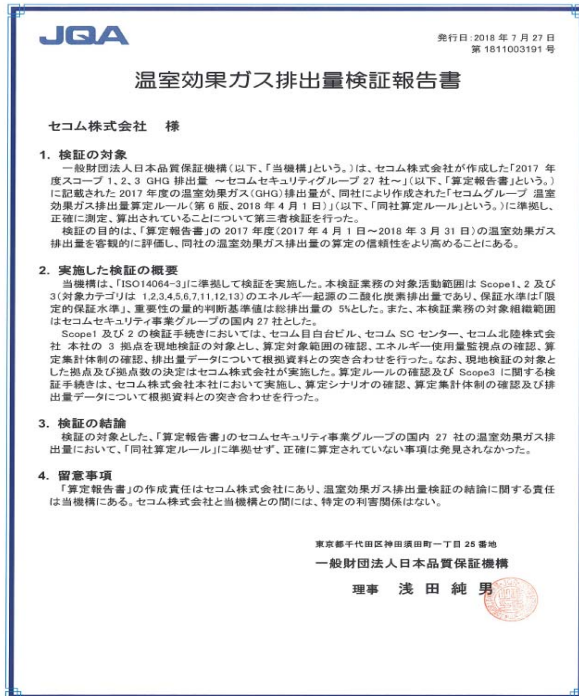 JQA
発行日:2018 年 7 月 27 日
第 1811003191 号
温室効果ガス排出量検証報告書
セコム株式会社 様
1. 検証の対象
一般財団法人日本品質保証機構(以下、「当機構」という。)は、セコム株式会社が作成した「2017 年
度スコープ 1、2、3 GHG 排出量 ～セコムセキュリティグループ 27 社～」(以下、「算定報告書」という。)
に記載された 2017 年度の温室効果ガス(GHG)排出量が、同社により作成された「セコムグループ 温室
効果ガス排出量算定ルール(第 6 版、2018 年 4 月 1 日)」(以下、「同社算定ルール」という。)に準拠し、
正確に測定、算出されていることについて第三者検証を行った。
検証の目的は、「算定報告書」の 2017 年度(2017 年 4 月 1 日～2018 年 3 月 31 日)の温室効果ガス
排出量を客観的に評価し、同社の温室効果ガス排出量の算定の信頼性をより高めることにある。
2. 実施した検証の概要
当機構は、「ISO14064-3」に準拠して検証を実施した。本検証業務の対象活動範囲は Scope1、2 及び
3(対象カテゴリは 1,2,3,4,5,6,7,11,12,13)のエネルギー起源の二酸化炭素排出量であり、保証水準は「限
定的保証水準」、重要性の量的判断基準値は総排出量の 5%とした。また、本検証業務の対象組織範囲
はセコムセキュリティ事業グループの国内 27 社とした。
Scope1 及び 2 の検証手続きにおいては、セコム目白台ビル、セコム SC センター、セコム北陸株式会
社 本社の 3 拠点を現地検証の対象とし、算定対象範囲の確認、エネルギー使用量監視点の確認、算
定集計体制の確認、排出量データについて根拠資料との突き合わせを行った。なお、現地検証の対象と
した拠点及び拠点数の決定はセコム株式会社が実施した。算定ルールの確認及び Scope3 に関する検
証手続きは、セコム株式会社本社において実施し、算定シナリオの確認、算定集計体制の確認及び排
出量データについて根拠資料との突き合わせを行った。
3. 検証の結論
検証の対象とした、「算定報告書」のセコムセキュリティ事業グループの国内 27 社の温室効果ガス排
出量において、「同社算定ルール」に準拠せず、正確に算定されていない事項は発見されなかった。
4. 留意事項
「算定報告書」の作成責任はセコム株式会社にあり、温室効果ガス排出量検証の結論に関する責任
は当機構にある。セコム株式会社と当機構との間には、特定の利害関係はない。
東京都千代田区神田須田町一丁目 25 番地
一般財団法人日本品質保証機構
理事 浅 田 純 男